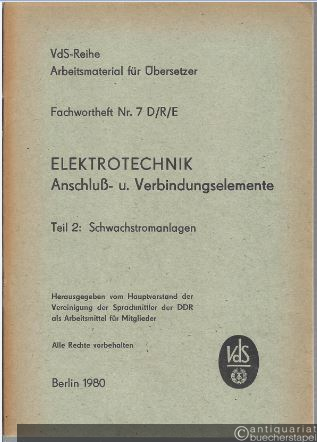 VdS-Reihe
Arbeitsmaterial für Übersetzer
Fachwortheft Nr. 7 D/R/E
ELEKTROTECHNIK
Anschluß- u. Verbindungselemente
Teil 2: Schwachstromanlagen
Herausgegeben vom Hauptvorstand der
Vereinigung der Sprachmittler der DDR
als Arbeitsmittel für Mitglieder
Alle Rechte vorbehalten
VdS
Berlin 1980
©antiquariat
buecherstapel